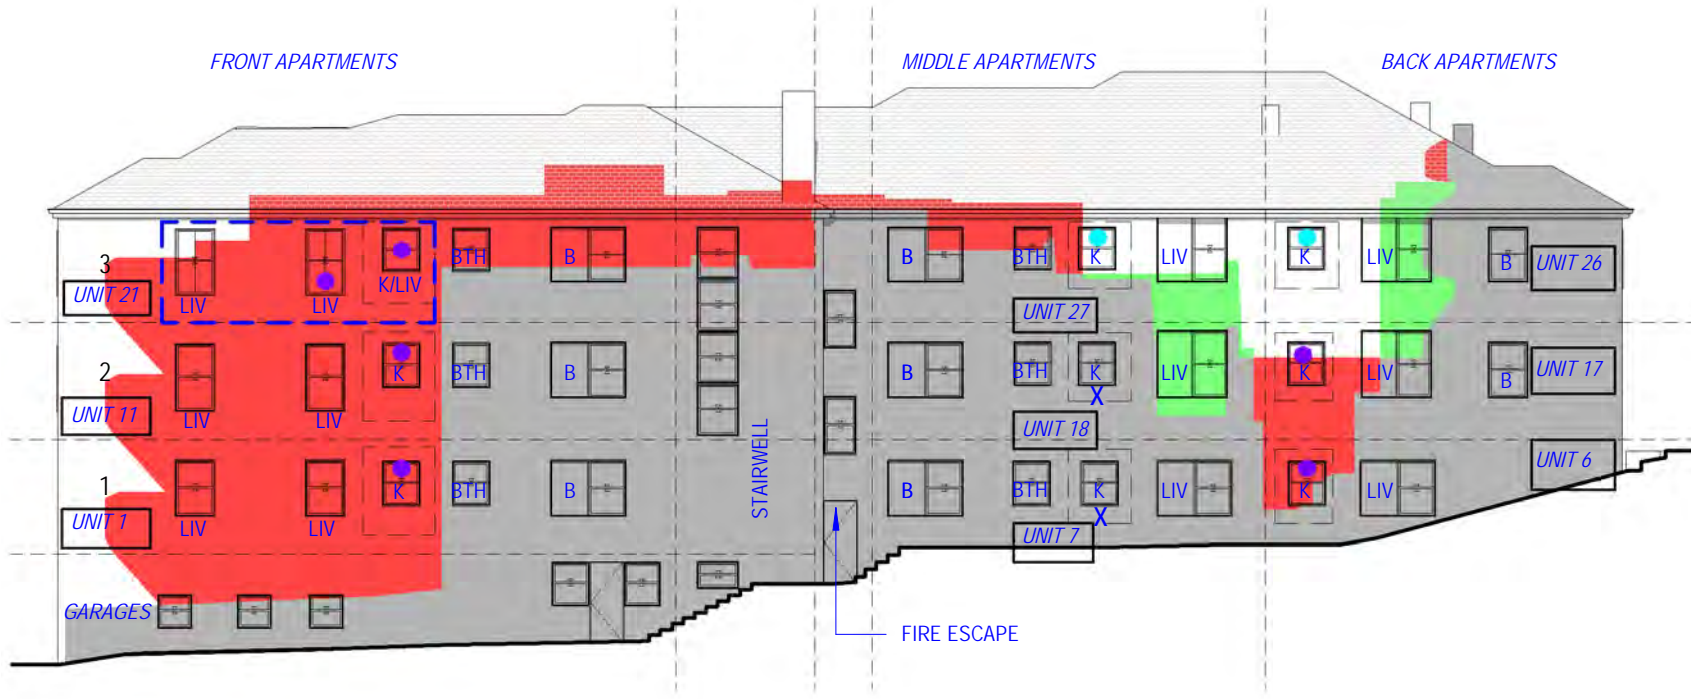 FRONT APARTMENTS
MIDDLE APARTMENTS
BACK APARTMENTS
3
UNIT 21
LIV
LIV
K/LIV
BTH
B
B
BTH
K
LIV
K
LIV
B
UNIT 26
UNIT 27
2
UNIT 11
LIV
LIV
K
BTH
B
B
BTH
K
X
LIV
K
LIV
B
UNIT 17
UNIT 18
1
UNIT 1
LIV
LIV
K
BTH
B
STAIRWELL
B
BTH
K
X
LIV
K
LIV
UNIT 6
UNIT 7
GARAGES
FIRE ESCAPE